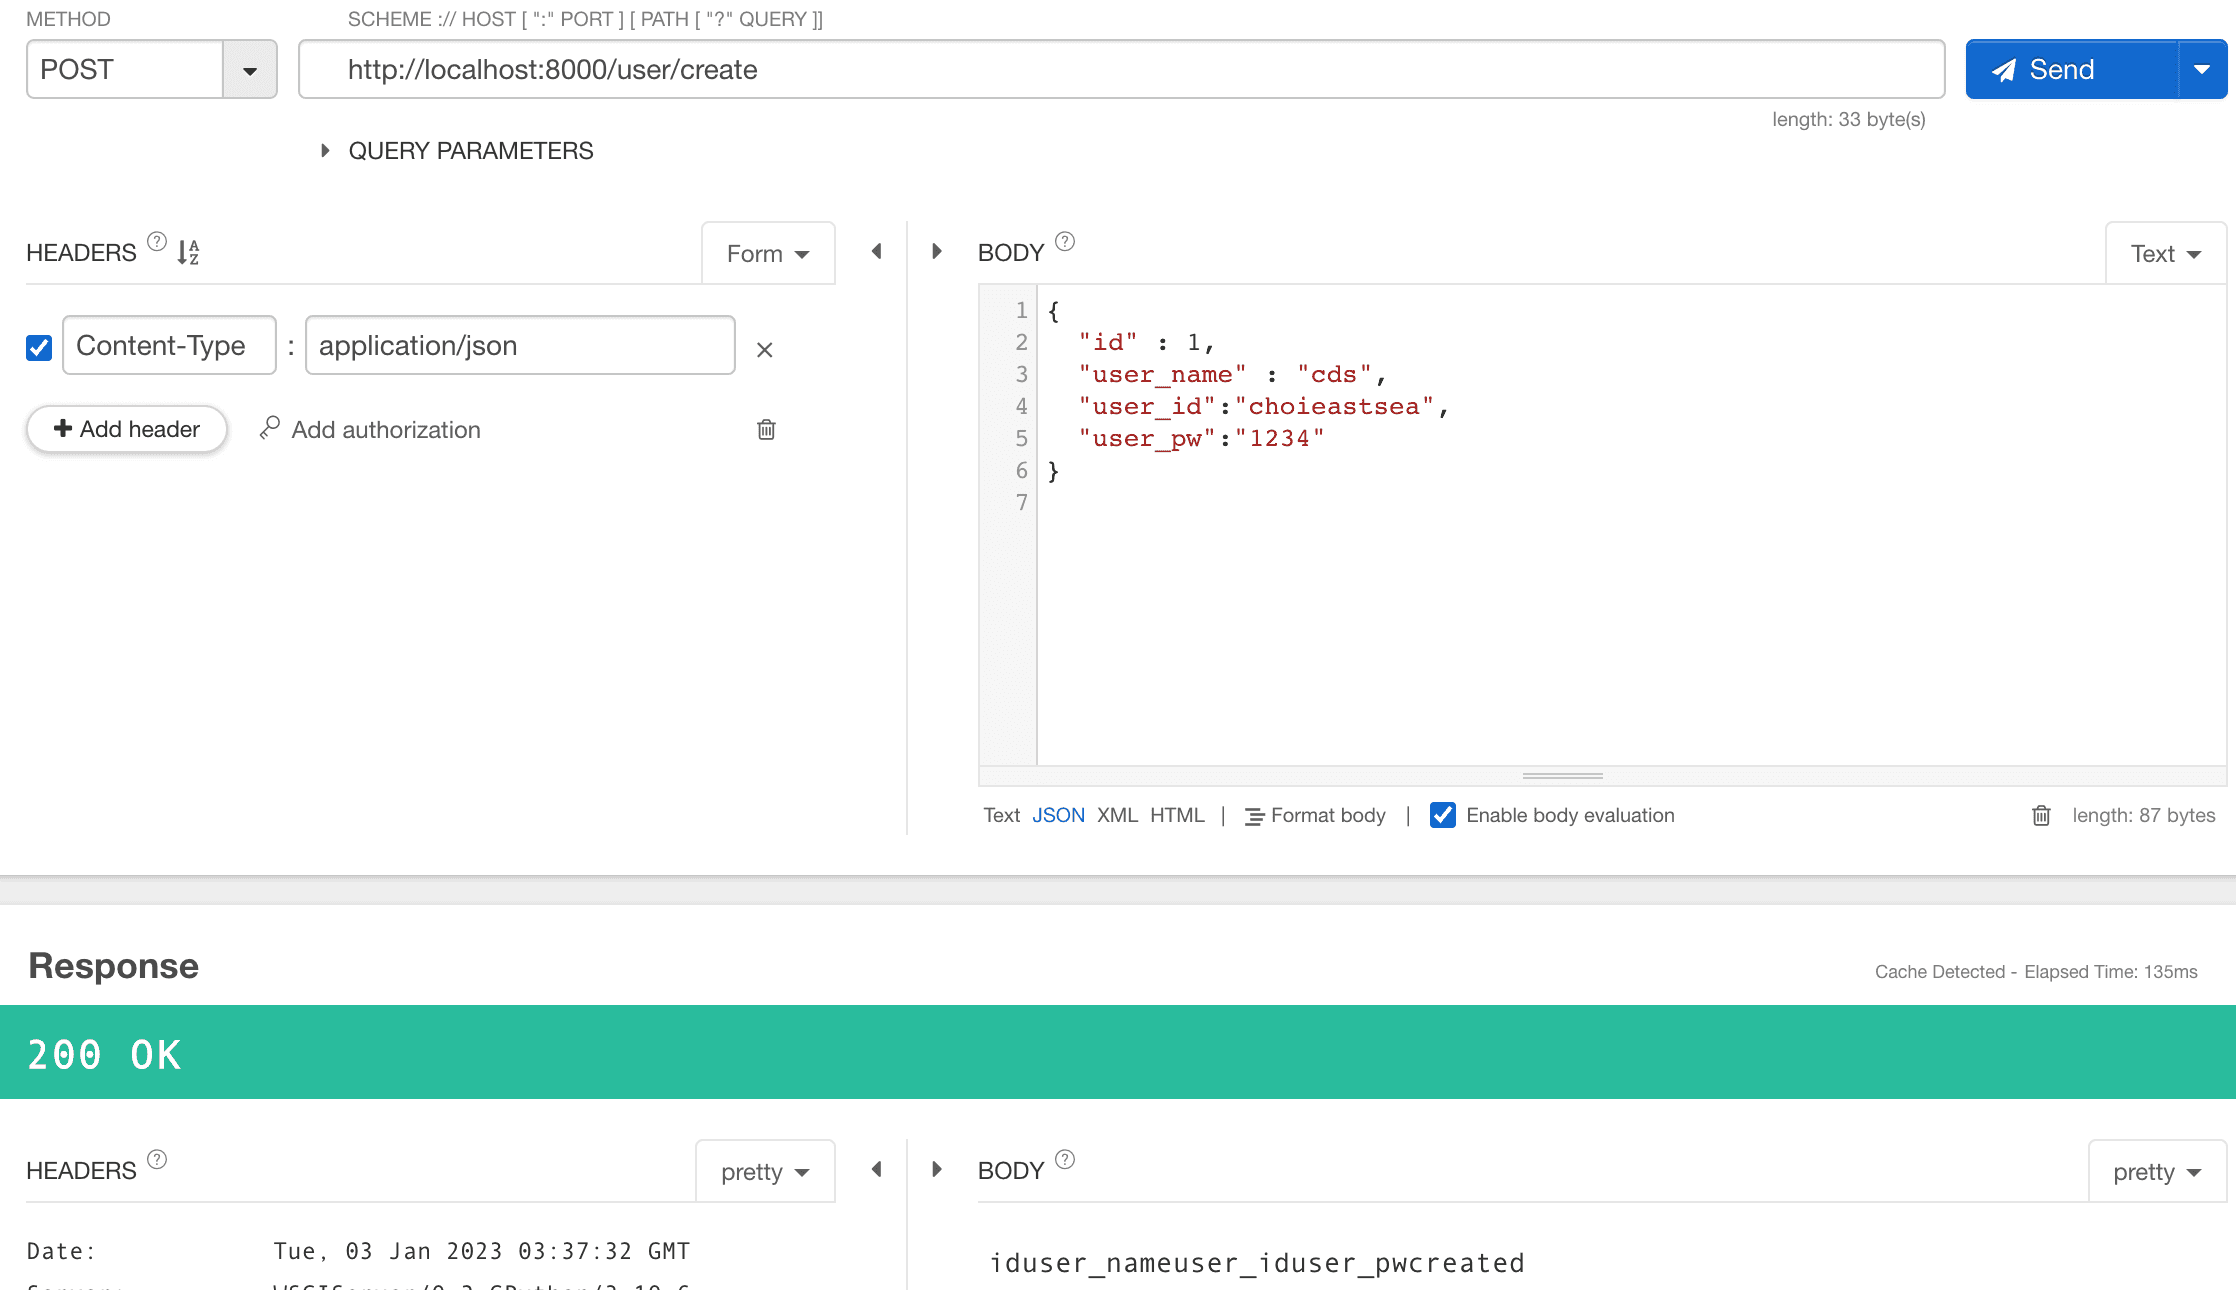 METHOD
SCHEME :// HOST [ ":" PORT ] [ PATH [ "?" QUERY ]]
POST
http://localhost:8000/user/create
Send
length: 33 byte(s)
QUERY PARAMETERS
HEADERS ? A Z
Form
BODY ?
Text
Content-Type : application/json ×
+ Add header
Add authorization
1 {
2 "id" : 1,
3 "user_name" : "cds",
4 "user_id":"choieastsea",
5 "user_pw":"1234"
6 }
7
Text JSON XML HTML | Format body | Enable body evaluation
length: 87 bytes
Response
Cache Detected - Elapsed Time: 135ms
200 OK
HEADERS ?
pretty
BODY ?
pretty
Date: Tue, 03 Jan 2023 03:37:32 GMT
iduser_nameuser_iduser_pwcreated